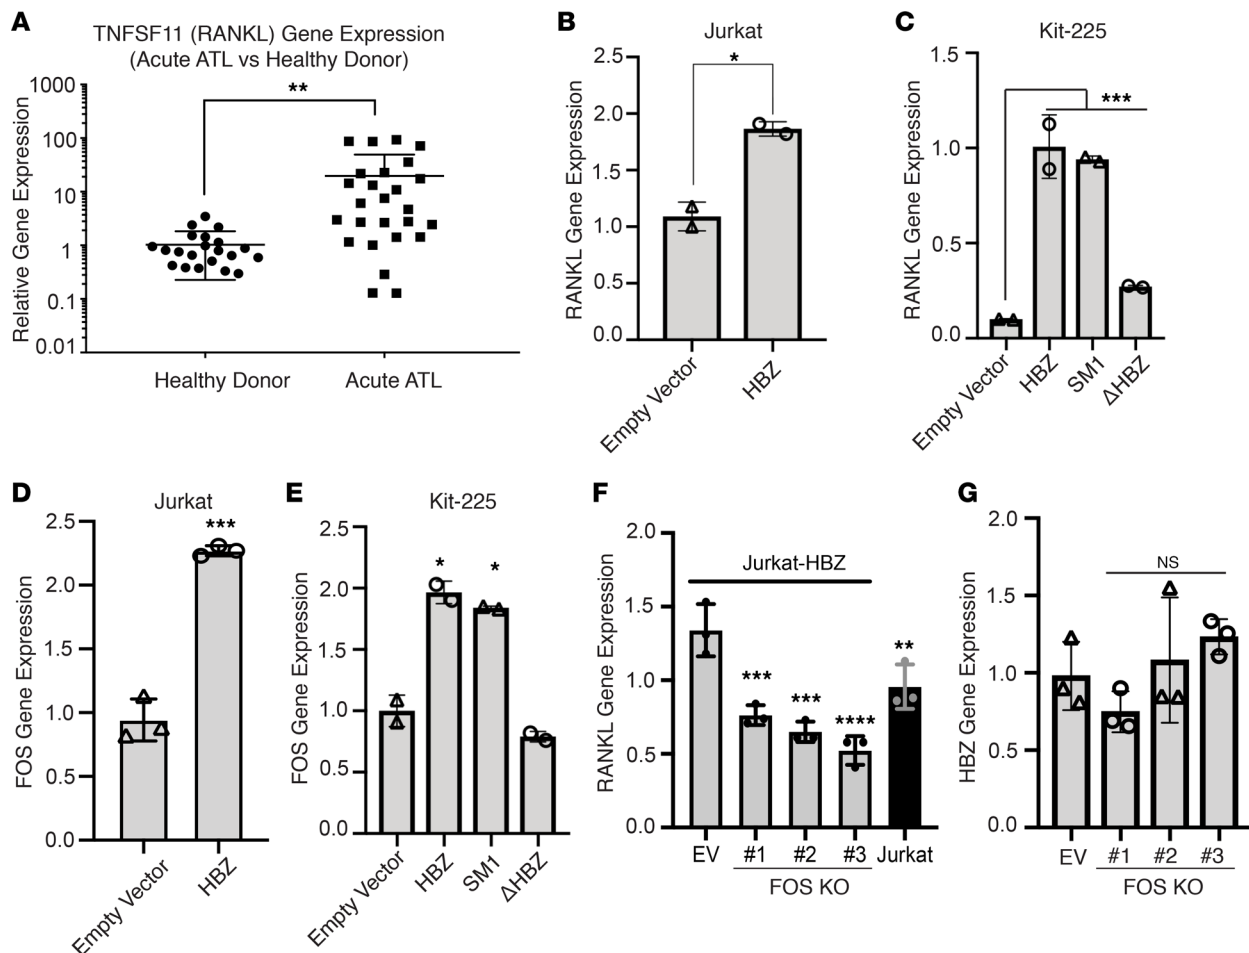 A
TNFSF11 (RANKL) Gene Expression
(Acute ATL vs Healthy Donor)
Relative Gene Expression
1000
100
10
1
0.1
0.01
**
Healthy Donor
Acute ATL
B
Jurkat
RANKL Gene Expression
2.5
2.0
1.5
1.0
0.5
0.0
*
Empty Vector
HBZ
C
Kit-225
RANKL Gene Expression
1.5
1.0
0.5
0.0
***
Empty Vector
HBZ
SM1
ΔHBZ
D
Jurkat
FOS Gene Expression
2.5
2.0
1.5
1.0
0.5
0.0
***
Empty Vector
HBZ
E
Kit-225
FOS Gene Expression
2.5
2.0
1.5
1.0
0.5
0.0
*
*
Empty Vector
HBZ
SM1
ΔHBZ
F
RANKL Gene Expression
2.0
1.5
1.0
0.5
0.0
Jurkat-HBZ
***
***
****
**
EV
#1
#2
#3
Jurkat
FOS KO
G
HBZ Gene Expression
2.0
1.5
1.0
0.5
0.0
NS
EV
#1
#2
#3
FOS KO